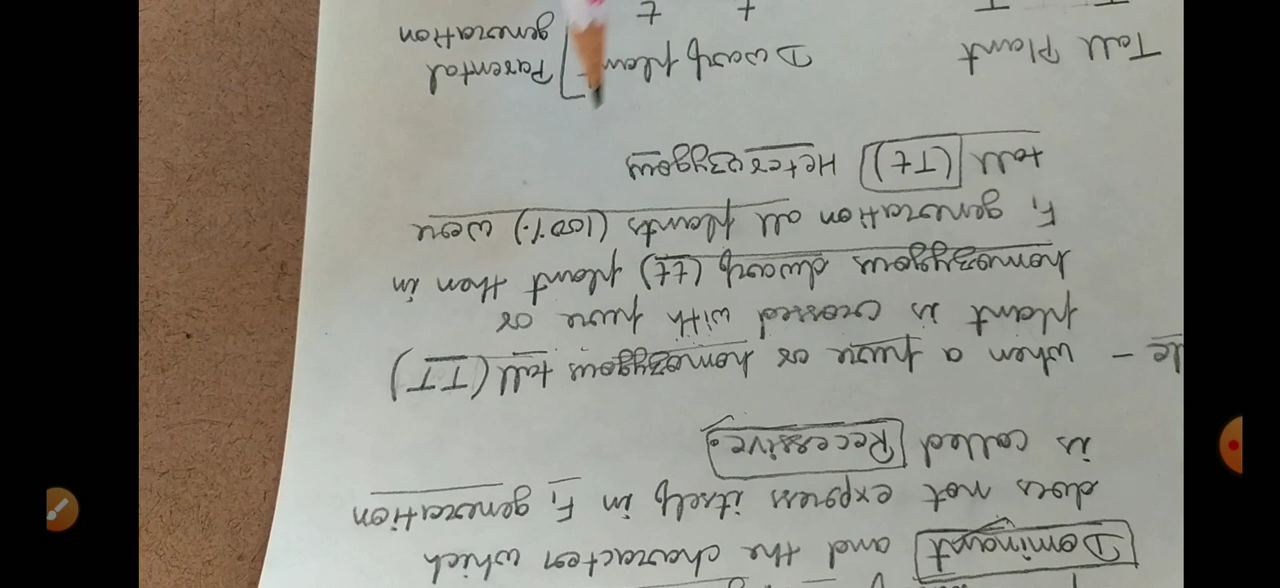 Dominant and the character which
does not express itself in F1 generation
is called Recessive.
le - when a pure or homozygous tall (TT)
plant is crossed with pure or
homozygous dwarf (tt) plant then in
F1 generation all plants (100%) were
tall (Tt) Heterozygous
Tall Plant Dwarf plant Parental
generation
T T t t